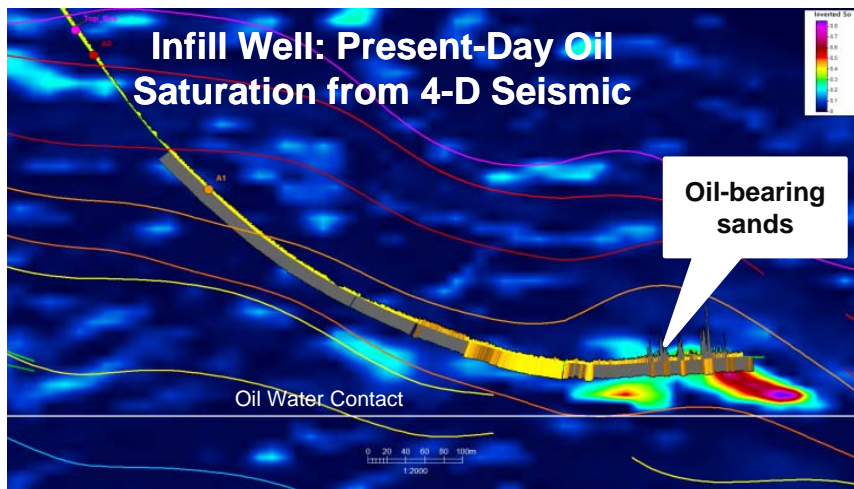 Infill Well: Present-Day Oil
Saturation from 4-D Seismic
Inverted So
A0
A1
Oil-bearing
sands
Oil Water Contact
0 20 40 60 80 100m
1:2000